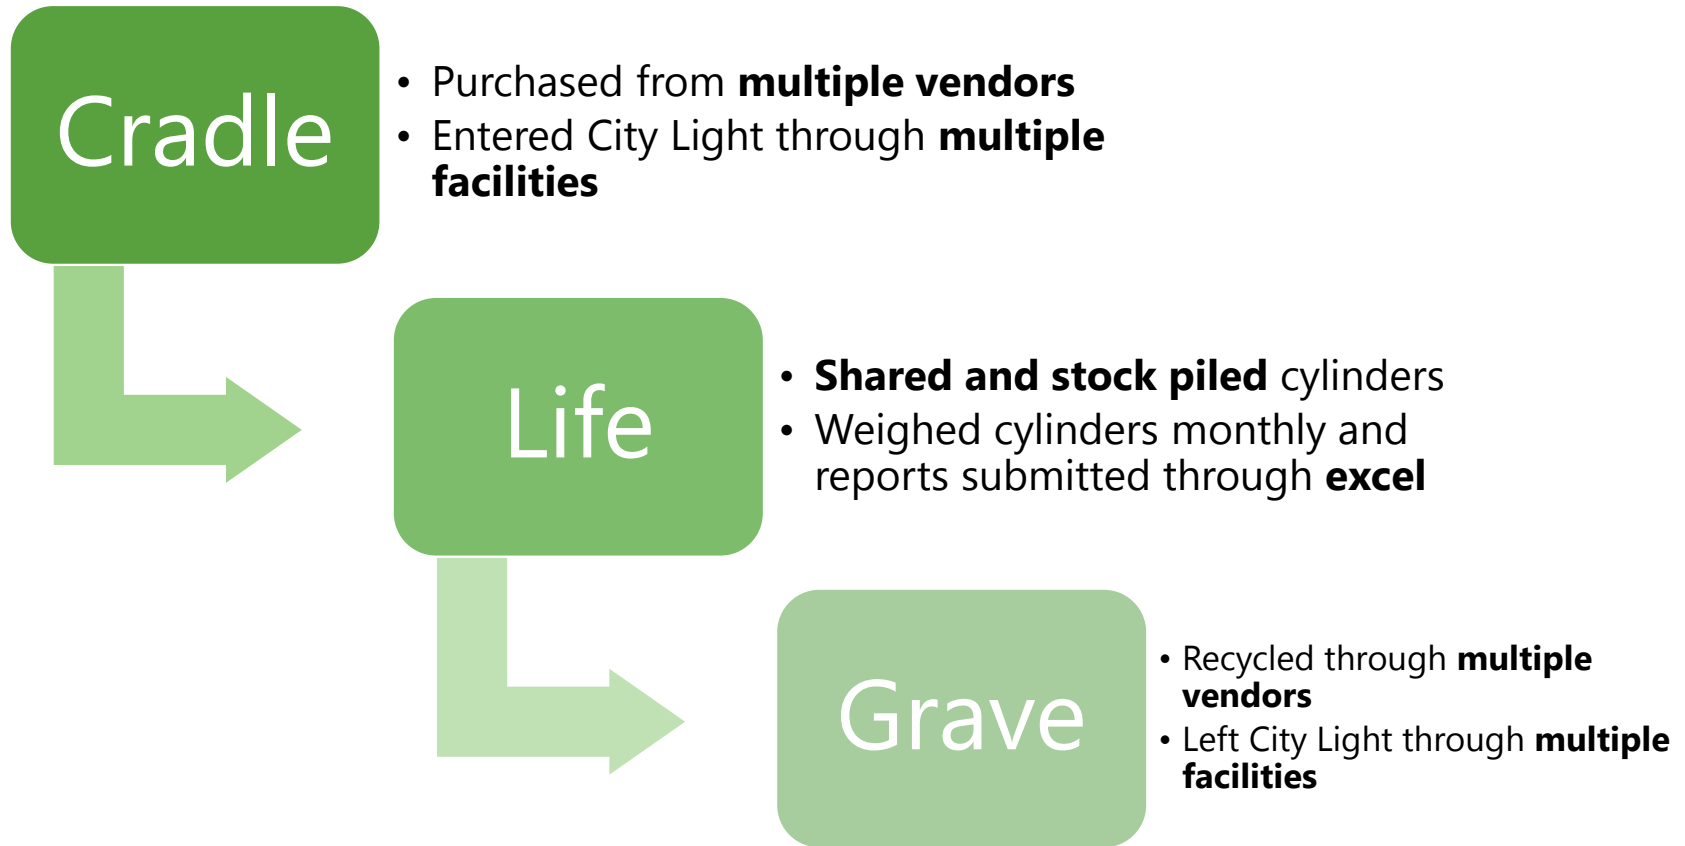 Cradle
• Purchased from multiple vendors
• Entered City Light through multiple
facilities
Life
• Shared and stock piled cylinders
• Weighed cylinders monthly and
reports submitted through excel
Grave
• Recycled through multiple
vendors
• Left City Light through multiple
facilities